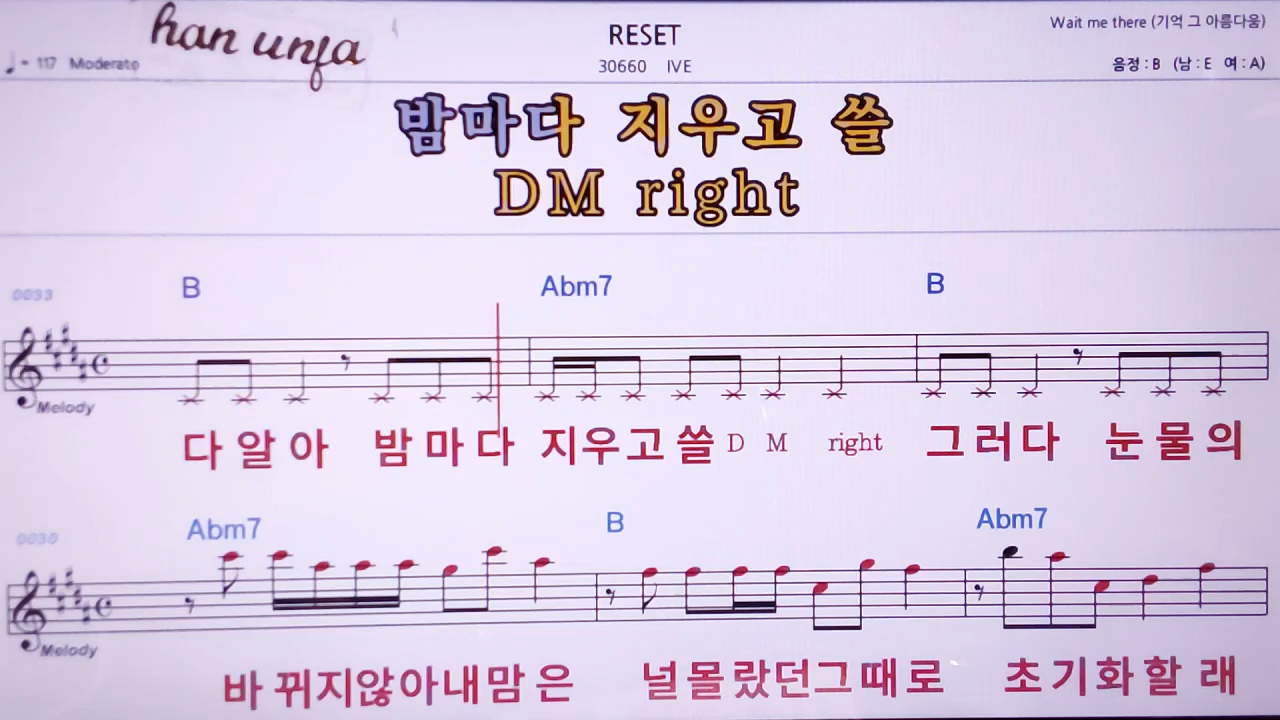 han unfa
RESET
Wait me there (기억 그 아름다움)
♩= 117 Moderato
30660 IVE
음정 : B (남 : E 여 : A)
밤마다 지우고 쓸
DM right
0033
B Abm7 B
Melody
다 알 아 밤 마 다 지우고 쓸 D M right 그 러 다 눈 물 의
0030
Abm7 B Abm7
Melody
바 뀌지않아내맘 은 널몰랐던그때로 초기화할 래